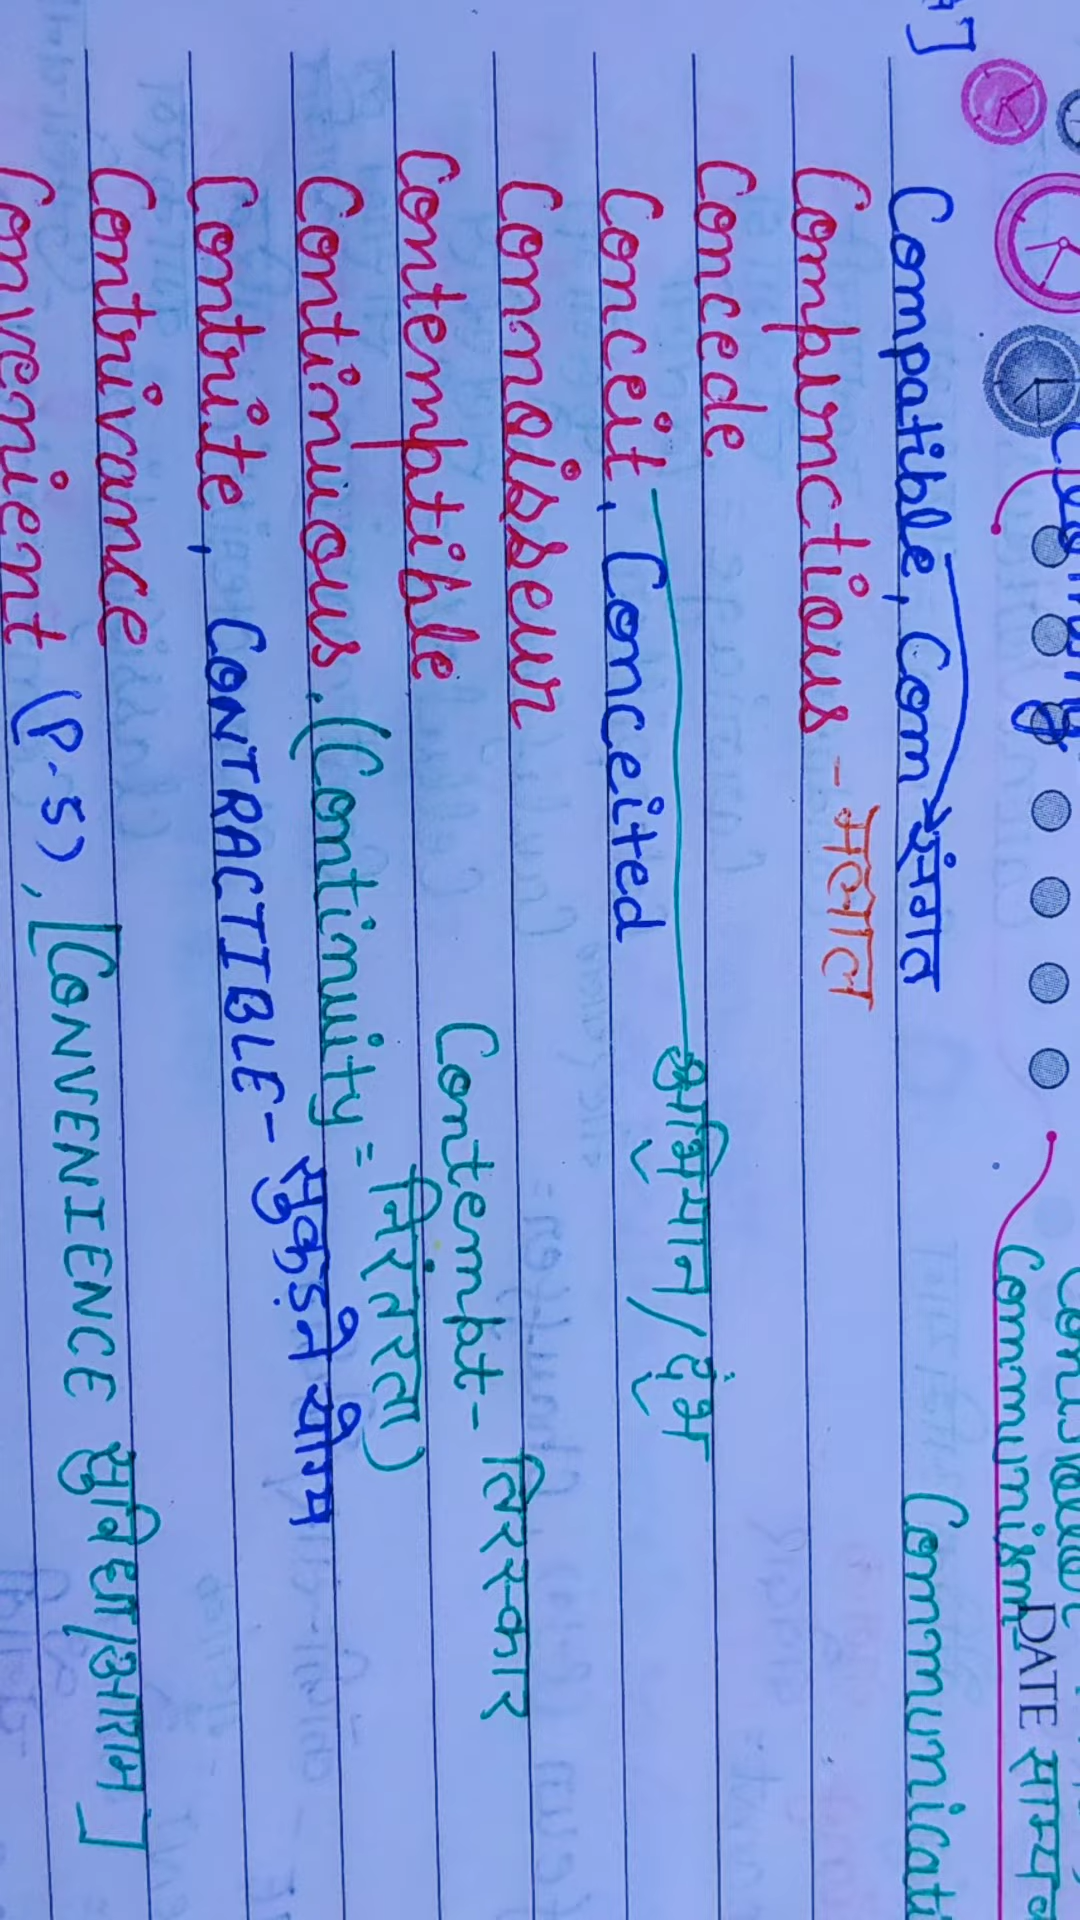 DATE साम्यव
Communism
Communicati
Compatible, Com संगत
Compunctious - मलाल
Concede
Conceit, Conceited अभिमान / दंभ
Connoisseur
Contemptible Contempt - तिरस्कार
Continuous. (Continuity = निरंतरता)
Contrite, CONTRACTIBLE - सुकड़ने योग्य
Contrivance
Convenient (P.5), [CONVENIENCE सुविधा/आराम]